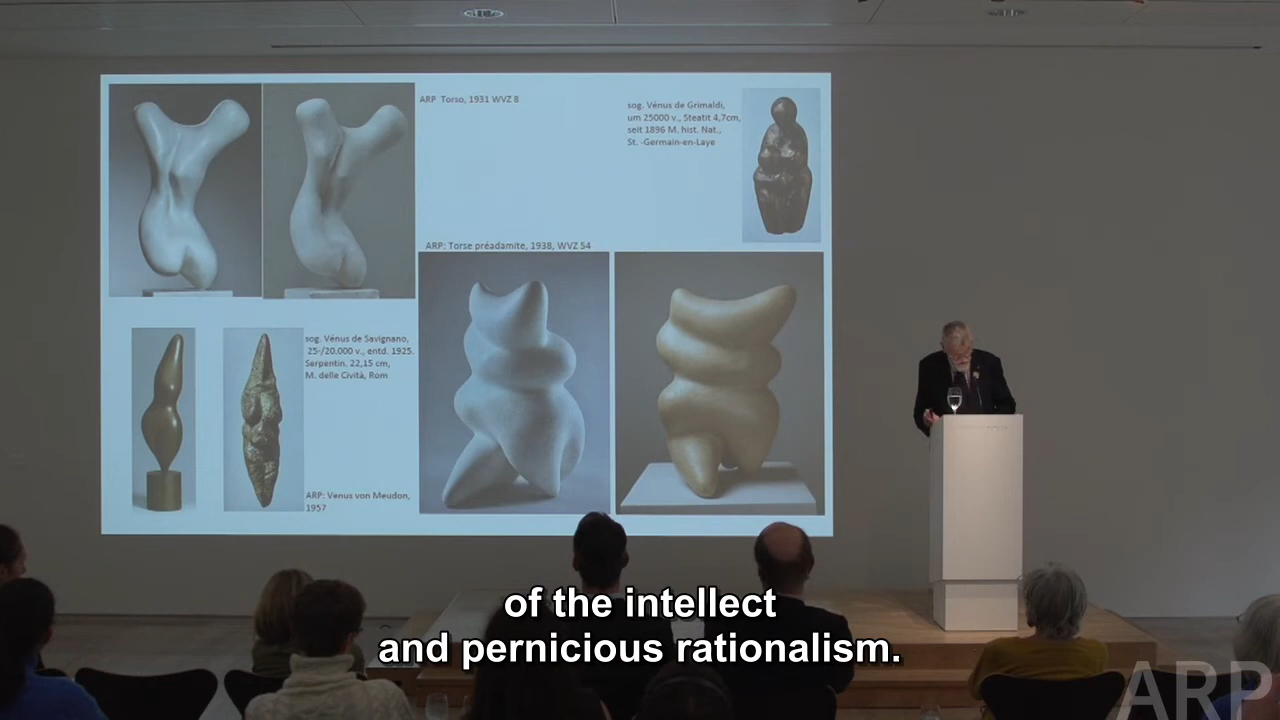 ARP Torso, 1931 WVZ 8
sog. Vénus de Grimaldi,
um 25000 v., Steatit 4,7cm,
seit 1896 M. hist. Nat.,
St. -Germain-en-Laye
ARP: Torse préadamite, 1938, WVZ 54
sog. Vénus de Savignano,
25-/20.000 v., entd. 1925.
Serpentin. 22,15 cm,
M. delle Cività, Rom
ARP: Venus von Meudon,
1957
of the intellect
and pernicious rationalism.
ARP